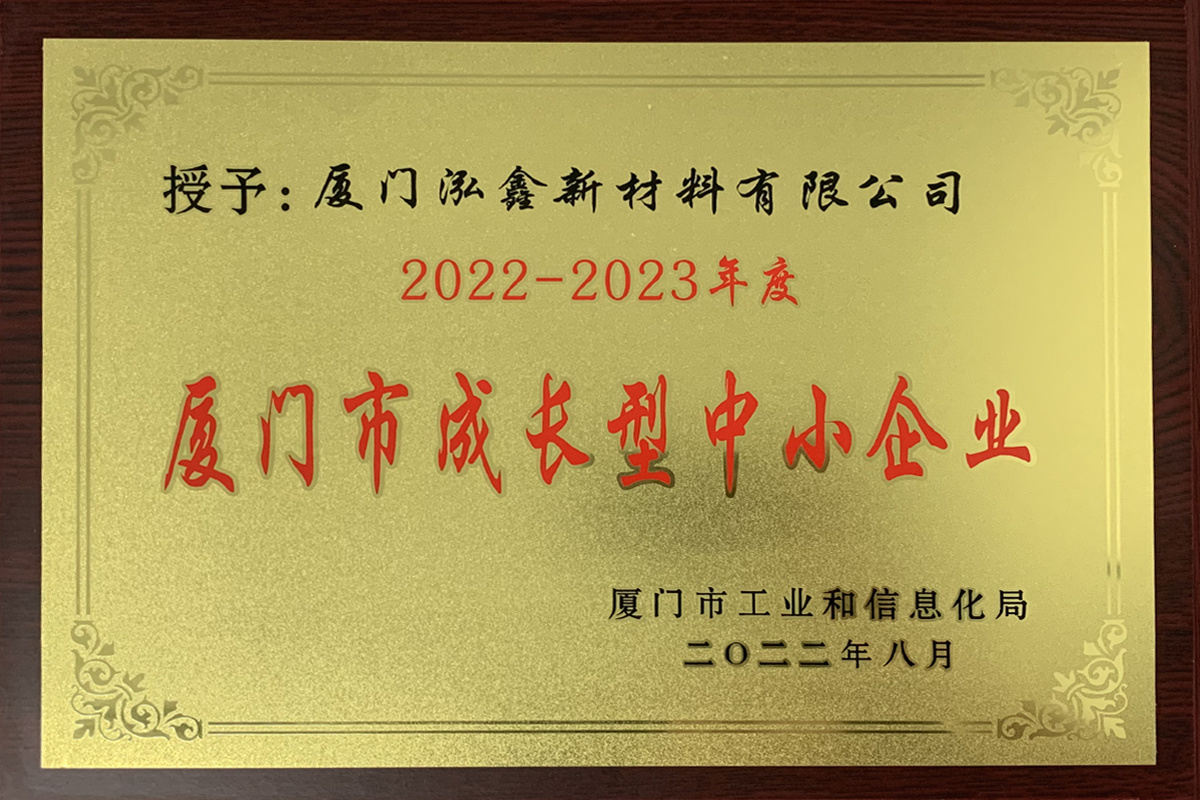 授予：厦门泓鑫新材料有限公司
2022-2023年度
厦门市成长型中小企业
厦门市工业和信息化局
二〇二二年八月